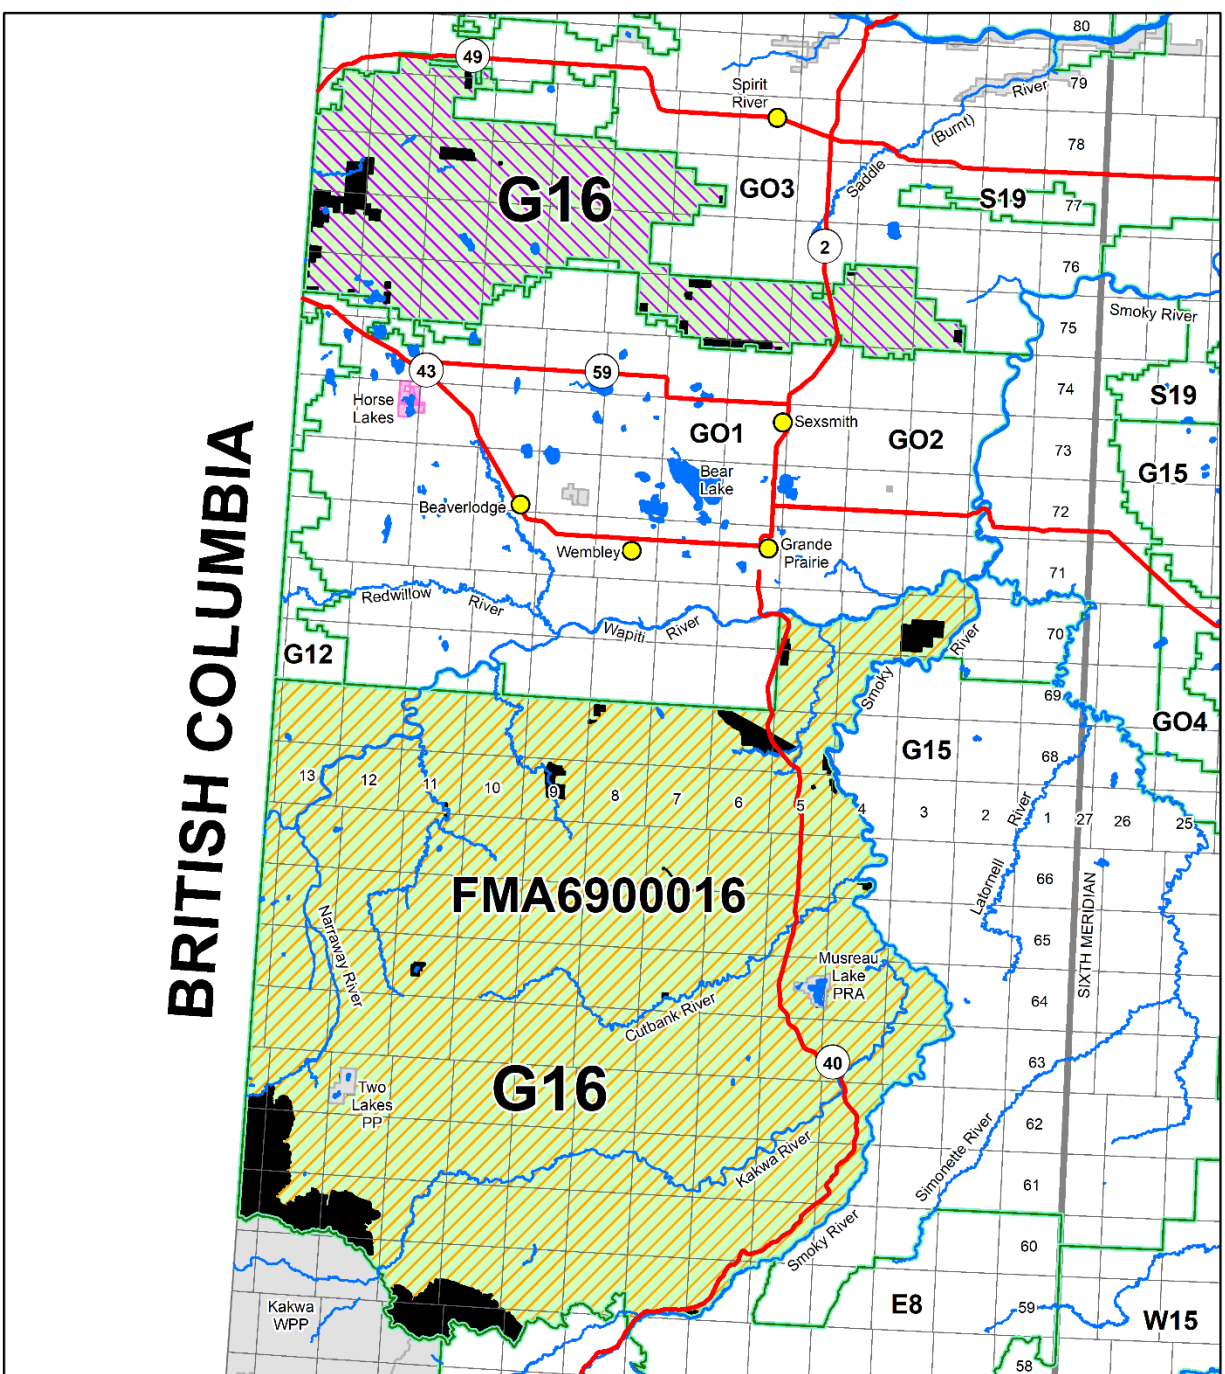 80
49
79
Spirit
River
River
(Burnt)
78
G16
GO3
Saddle
S19
77
2
76
Smoky River
75
43
59
74
Horse
Lakes
S19
Sexsmith
GO1
GO2
73
Bear
Lake
G15
Beaverlodge
72
Wembley
Grande
Prairie
71
Redwillow
River
Wapiti
River
70
River
G12
Smoky
69
GO4
G15
68
13
12
11
10
9
8
7
6
5
4
3
2
1
27
26
25
River
BRITISH COLUMBIA
66
FMA6900016
Latornell
SIXTH MERIDIAN
65
Narraway River
Musreau
Lake
PRA
64
Cutbank River
40
63
G16
Two
Lakes
PP
62
Kakwa River
Simonette River
61
Smoky River
60
Kakwa
WPP
E8
59
W15
58